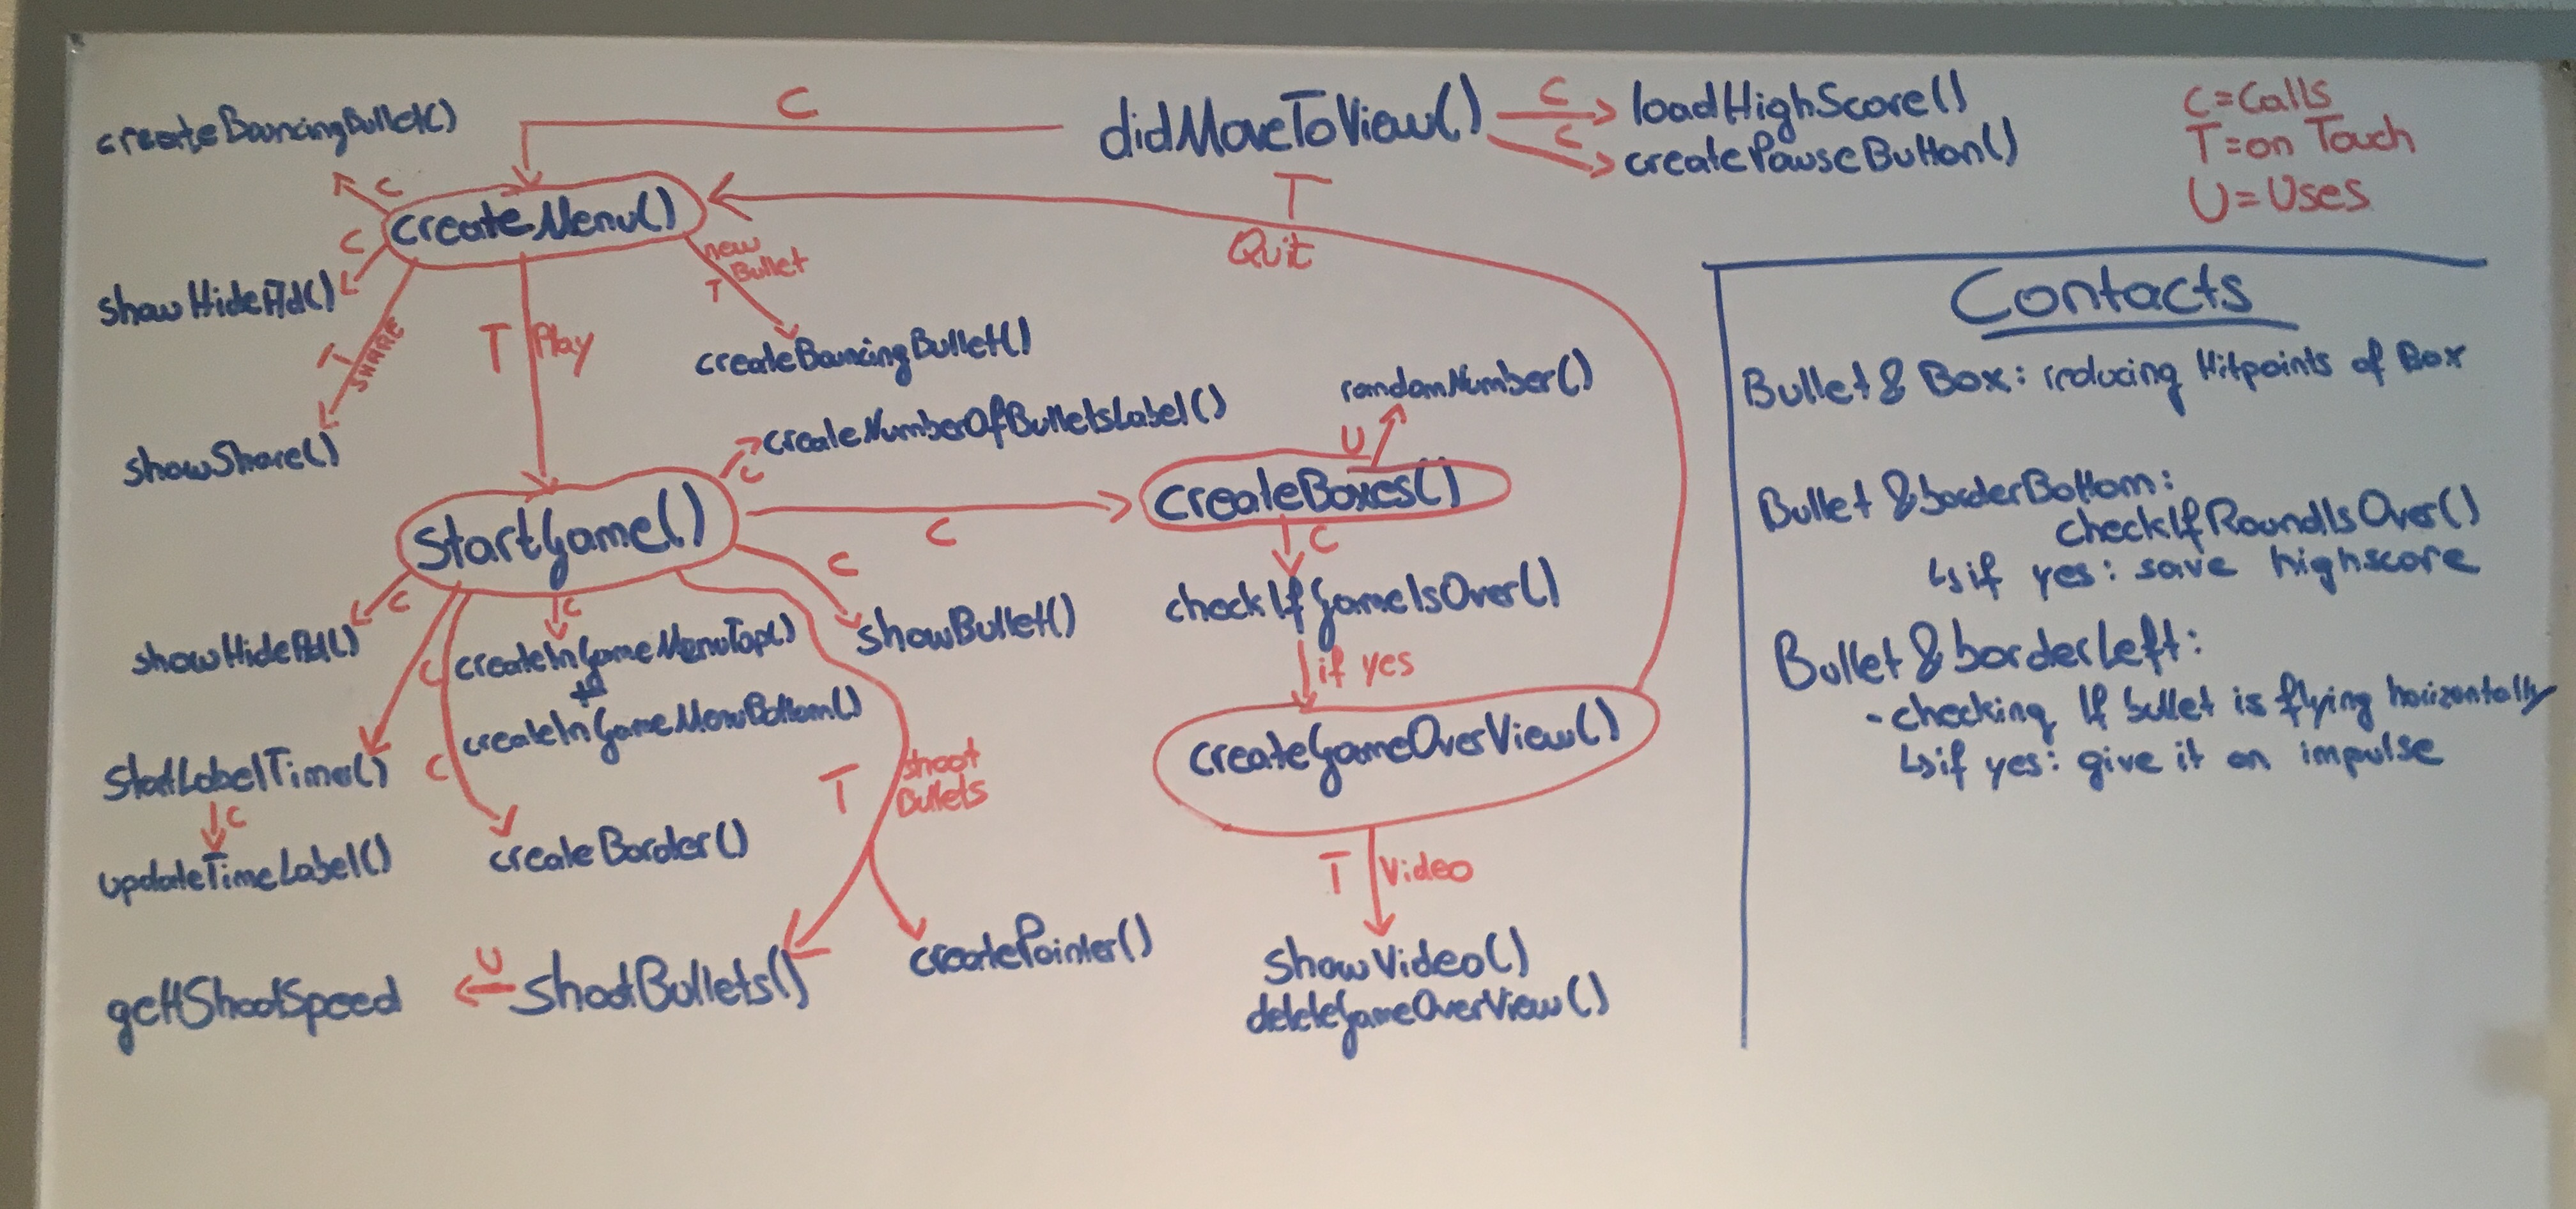 createBouncingBullet()
C
didMoveToView()
C
loadHighScore()
C
createPauseButton()
C=Calls
T=on Touch
U=Uses
C
createMenu()
C
showHideAd()
T
SHARE
showShare()
T
Play
new
Bullet
T
createBouncingBullet()
T
Quit
createNumberOfBulletsLabel()
C
randomNumber()
U
startGame()
C
createBoxes()
C
checkIfGameIsOver()
if yes
createGameOverView()
T
Video
showVideo()
deleteGameOverView()
C
showHideAd()
C
createInGameMenuTop()
+
createInGameMenuBottom()
C
showBullet()
C
StartLabelTimer()
C
updateTimeLabel()
C
createBorder()
T
shoot
Bullets
createPointer()
shootBullets()
U
getShootSpeed
Contacts
Bullet & Box: reducing Hitpoints of Box
Bullet & borderBottom:
checkIfRoundIsOver()
↳if yes: save highscore
Bullet & borderLeft:
-checking If bullet is flying horizontally
↳if yes: give it an impulse